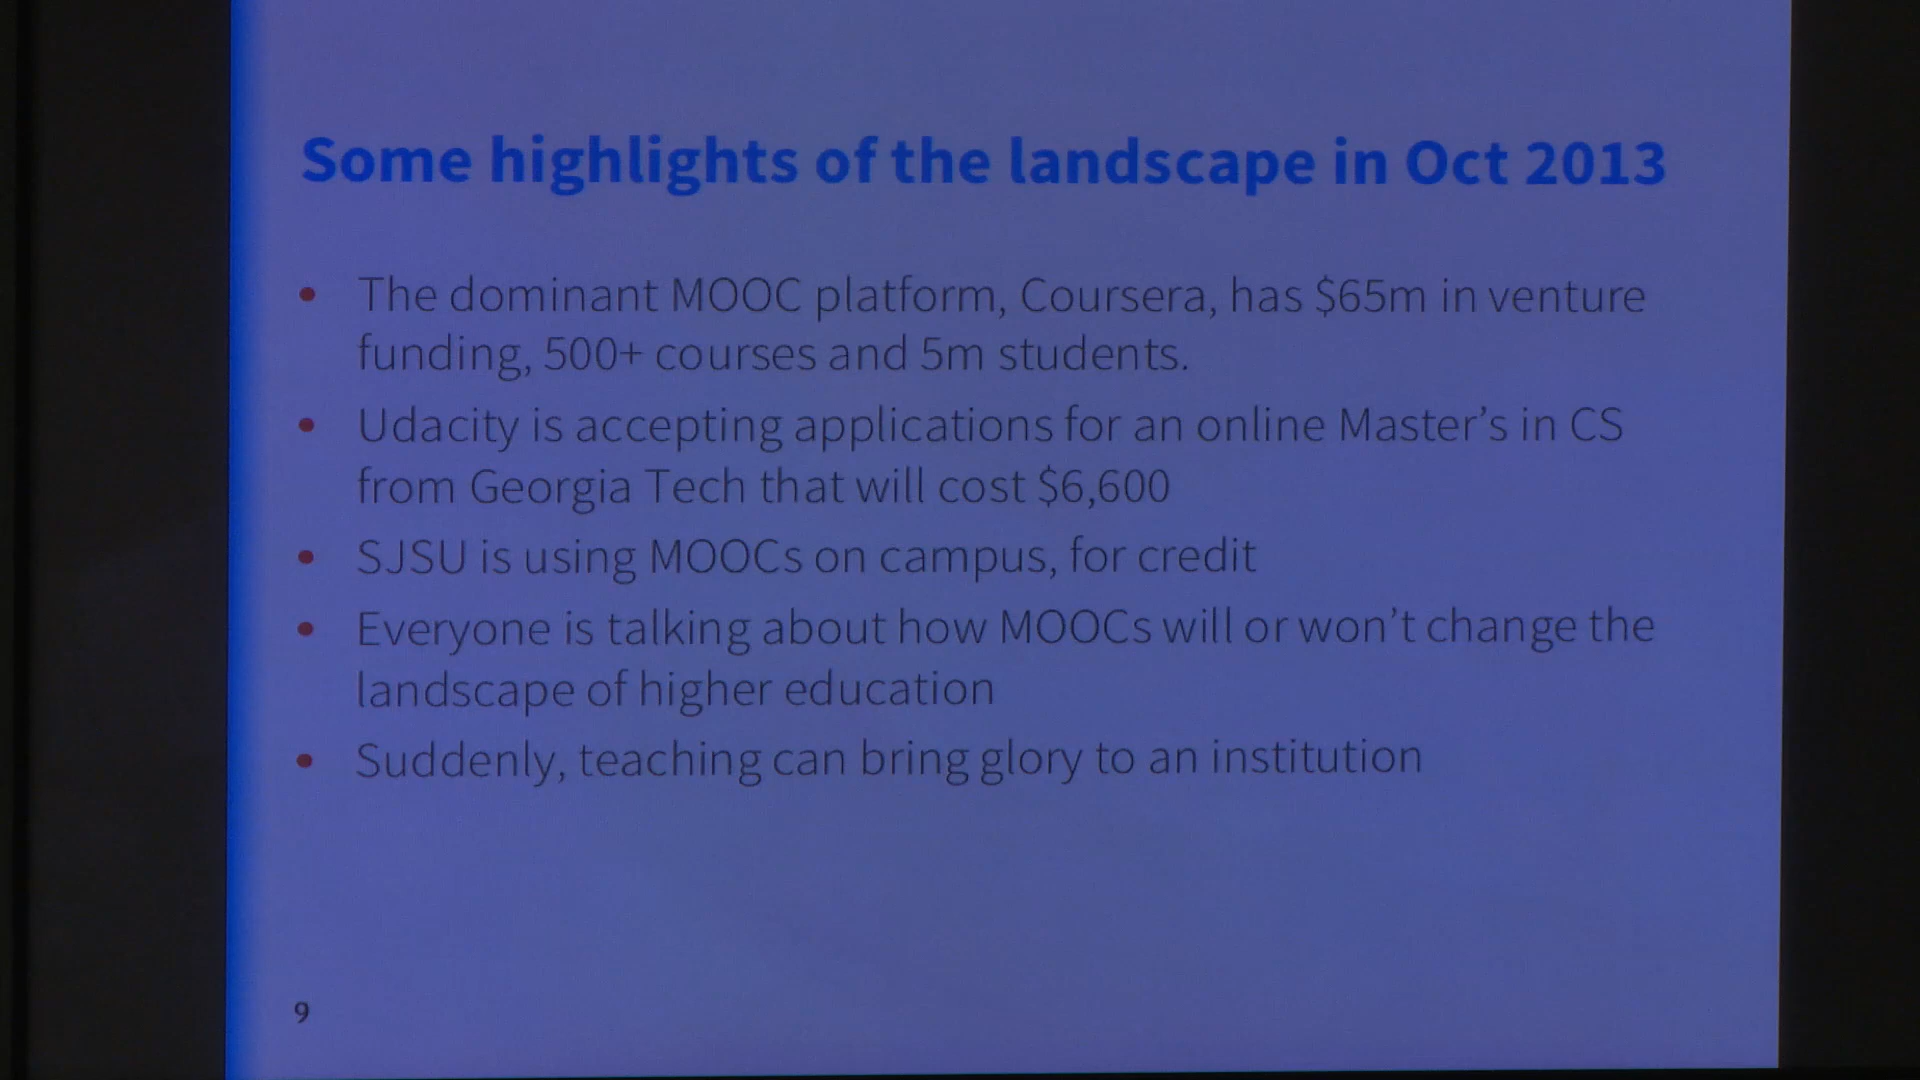 Some highlights of the landscape in Oct 2013
• The dominant MOOC platform, Coursera, has $65m in venture
funding, 500+ courses and 5m students.
• Udacity is accepting applications for an online Master’s in CS
from Georgia Tech that will cost $6,600
• SJSU is using MOOCs on campus, for credit
• Everyone is talking about how MOOCs will or won’t change the
landscape of higher education
• Suddenly, teaching can bring glory to an institution
9